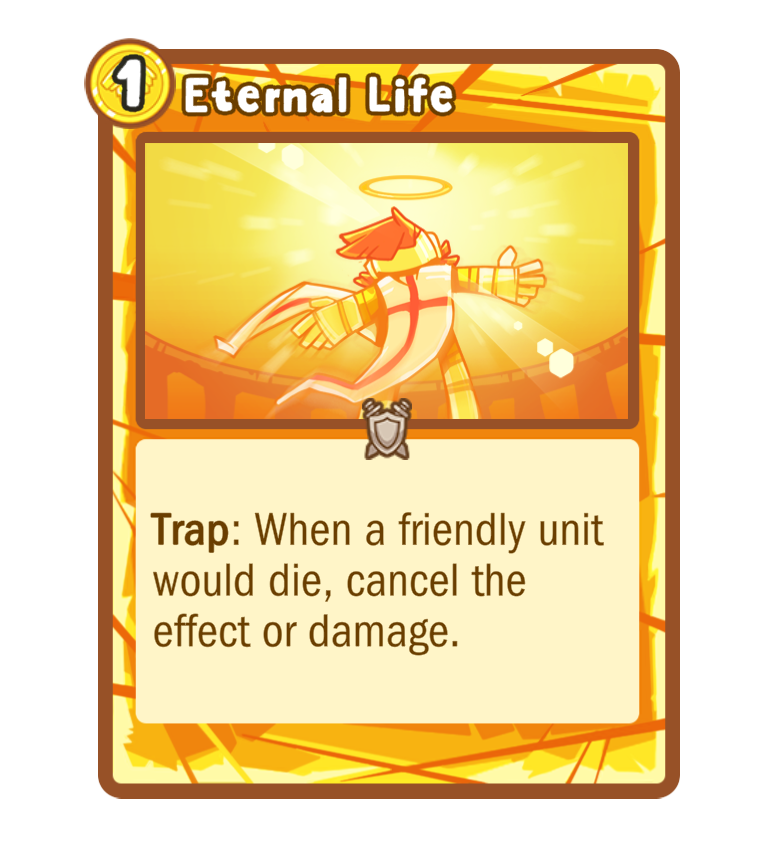 1
Eternal Life
Trap: When a friendly unit
would die, cancel the
effect or damage.